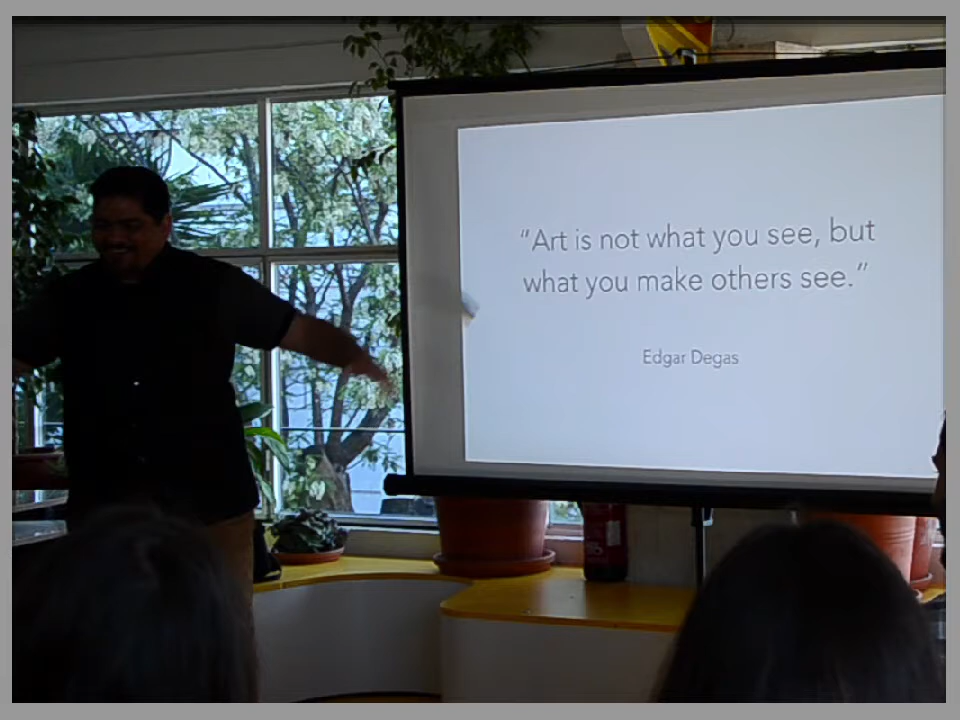 “Art is not what you see, but
what you make others see.”
Edgar Degas